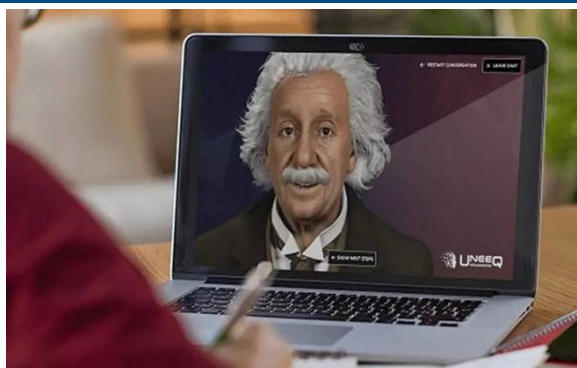 RESTART CONVERSATION
LEAVE CHAT
SHOW NEXT STEPS
UNEEQ